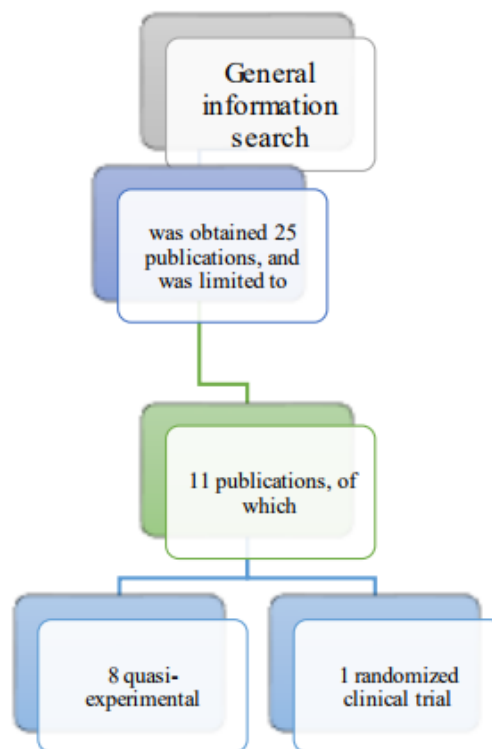 General
information
search
was obtained 25
publications, and
was limited to
11 publications, of
which
8 quasi-
experimental
1 randomized
clinical trial